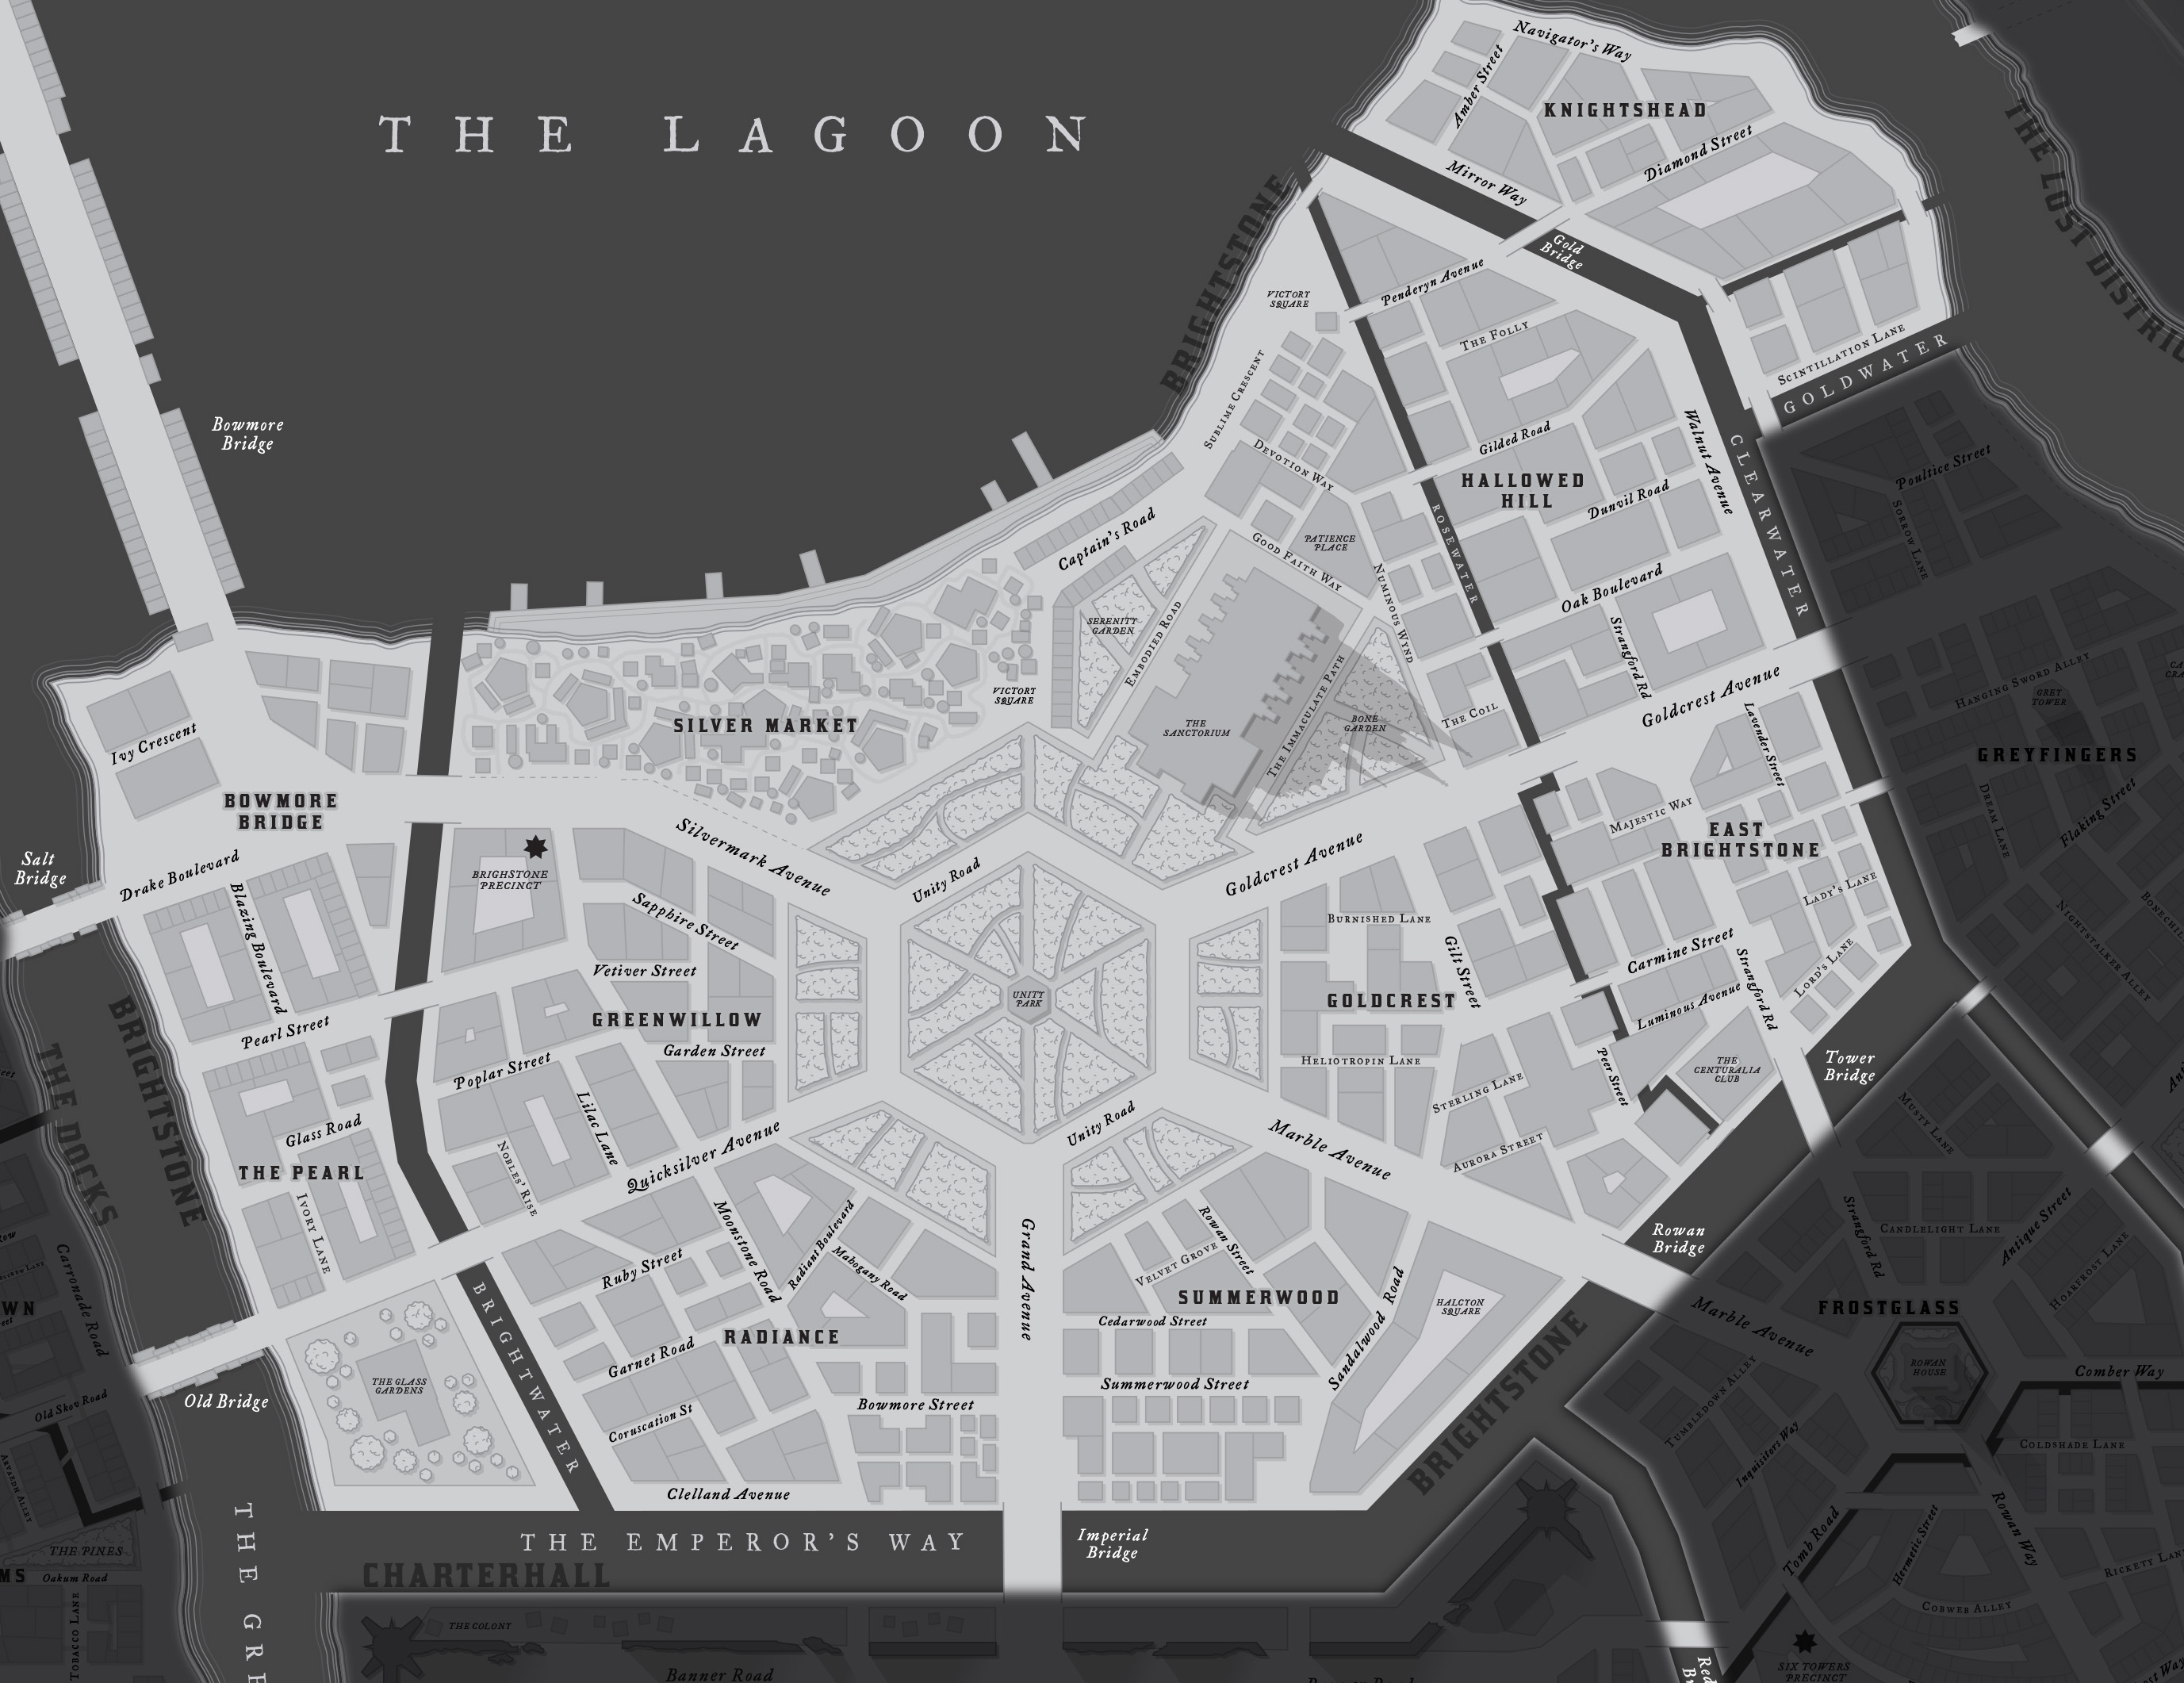 THE LAGOON
Navigator's Way
Amber Street
KNIGHTSHEAD
Diamond Street
Mirror Way
Gold
Bridge
THE LOST DISTRIC
BRIGHTSTONE
VICTORY
SQUARE
Penderyn Avenue
THE FOLLY
SCINTILLATION LANE
GOLDWATER
SUBLIME CRESCENT
Bowmore
Bridge
DEVOTION WAY
Gilded Road
Walnut Avenue
CLEARWATER
Poultice Street
SORROW LANE
HALLOWED
HILL
Dunvil Road
ROSEWATER
Captain's Road
PATIENCE
PLACE
GOOD FAITH WAY
NUMINOUS WYND
Oak Boulevard
Strangford Rd
SERENITY
GARDEN
EMBODIED ROAD
THE IMMACULATE PATH
VICTORY
SQUARE
SILVER MARKET
THE
SANCTORIUM
BONE
GARDEN
THE COIL
Goldcrest Avenue
Lavender Street
HANGING SWORD ALLEY
GREY
TOWER
GREYFINGERS
Ivy Crescent
BOWMORE
BRIDGE
Silvermark Avenue
MAJESTIC WAY
EAST
BRIGHTSTONE
DREAM LANE
Flaking Street
Salt
Bridge
Drake Boulevard
Blazing Boulevard
BRIGHSTONE
PRECINCT
Sapphire Street
Unity Road
Goldcrest Avenue
BURNISHED LANE
Gilt Street
LADY'S LANE
NIGHTSTALKER ALLEY
Carmine Street
Strangford Rd
LORD'S LANE
Vetiver Street
UNITY
PARK
GOLDCREST
Luminous Avenue
GREENWILLOW
Pearl Street
BRIGHTSTONE
THE DOCKS
Garden Street
Poplar Street
HELIOTROPIN LANE
THE
CENTURALIA
CLUB
Tower
Bridge
Peer Street
STERLING LANE
Lilac Lane
Glass Road
Unity Road
Quicksilver Avenue
Marble Avenue
AURORA STREET
MUSTY LANE
THE PEARL
NOBLES' RISE
IVORY LANE
Moonstone Road
Radiant Boulevard
Mahogany Road
Grand Avenue
Rowan Street
VELVET GROVE
Rowan
Bridge
Strangford Rd
CANDLELIGHT LANE
Antique Street
HOARFROST LANE
Carronade Road
WN
Ruby Street
SUMMERWOOD
HALCYON
SQUARE
FROSTGLASS
Marble Avenue
BRIGHTWATER
RADIANCE
Cedarwood Street
Sandalwood Road
BRIGHTSTONE
Garnet Road
THE GLASS
GARDENS
Summerwood Street
ROWAN
HOUSE
Comber Way
Old Bridge
Old Skov Road
Bowmore Street
Coruscation St
TUMBLEDOWN ALLEY
Inquisitors Way
COLDSHADE LANE
Clelland Avenue
THE EMPEROR'S WAY
Imperial
Bridge
THE GRE
CHARTERHALL
THE PINES
Oakum Road
MS
TOBACCO LANE
Tomb Road
Hermetic Street
Rowan Way
COBWEB ALLEY
THE COLONY
Banner Road
SIX TOWERS
PRECINCT